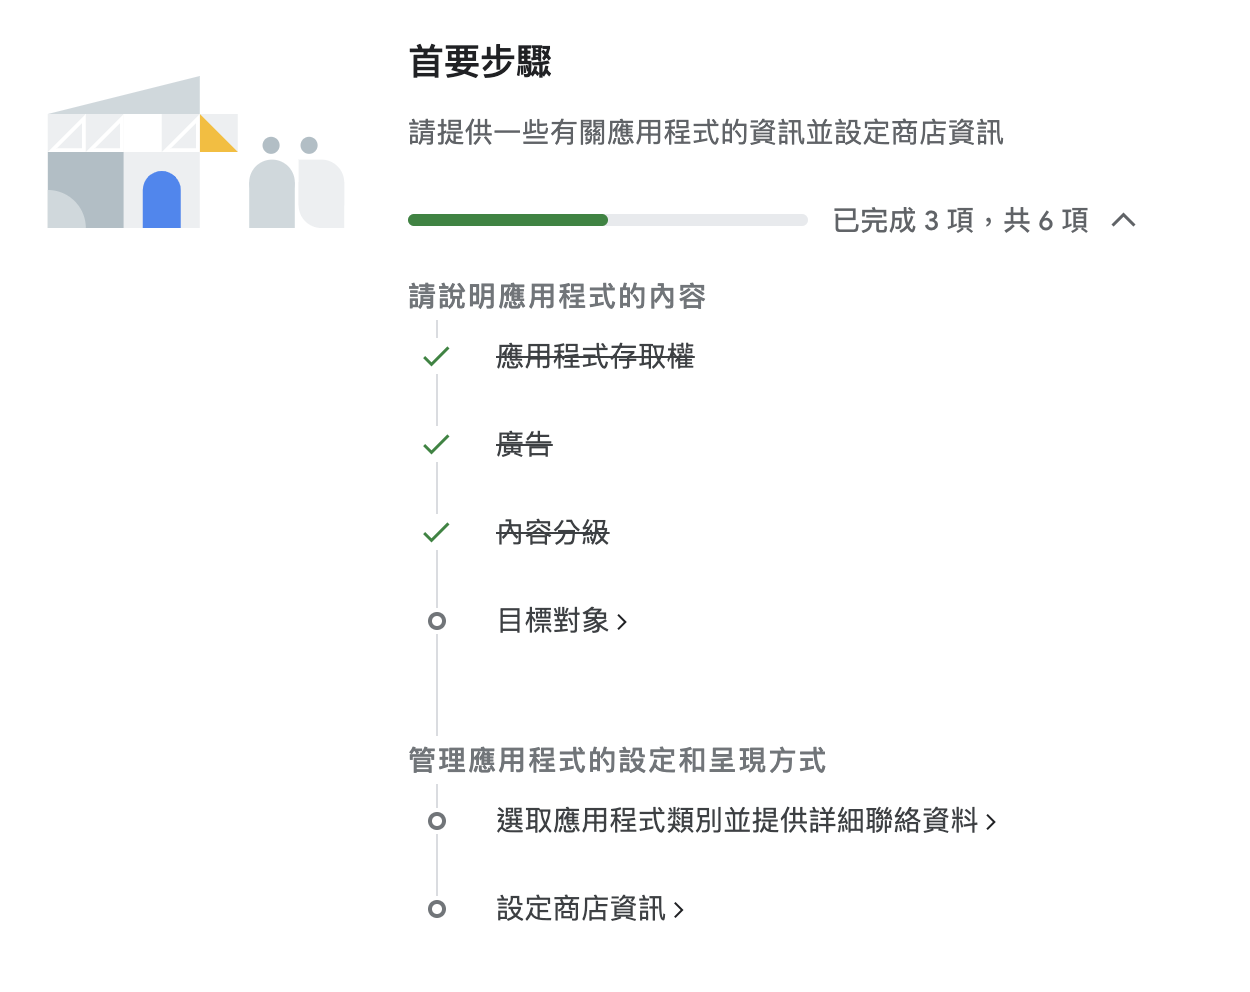 首要步驟
請提供一些有關應用程式的資訊並設定商店資訊
已完成 3 項，共 6 項
請說明應用程式的內容
應用程式存取權
廣告
內容分級
目標對象
管理應用程式的設定和呈現方式
選取應用程式類別並提供詳細聯絡資料
設定商店資訊